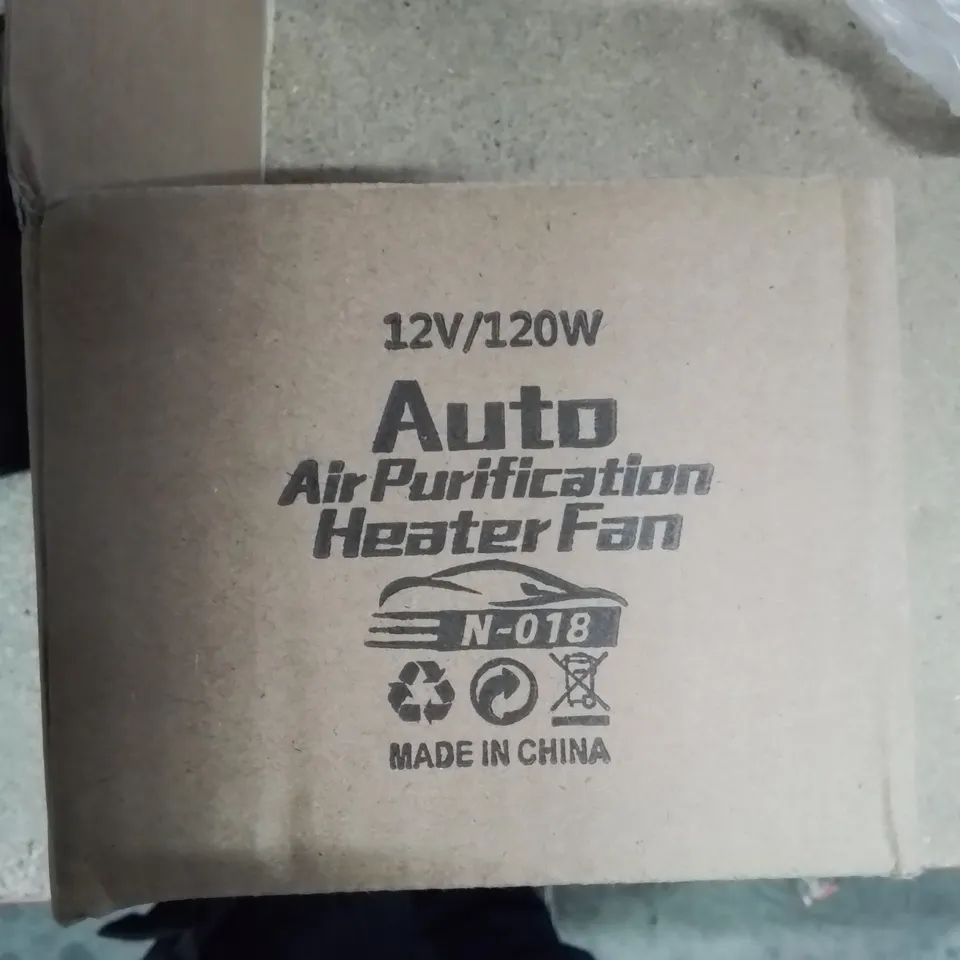 12V/120W
Auto
Air Purification
Heater Fan
N-018
MADE IN CHINA